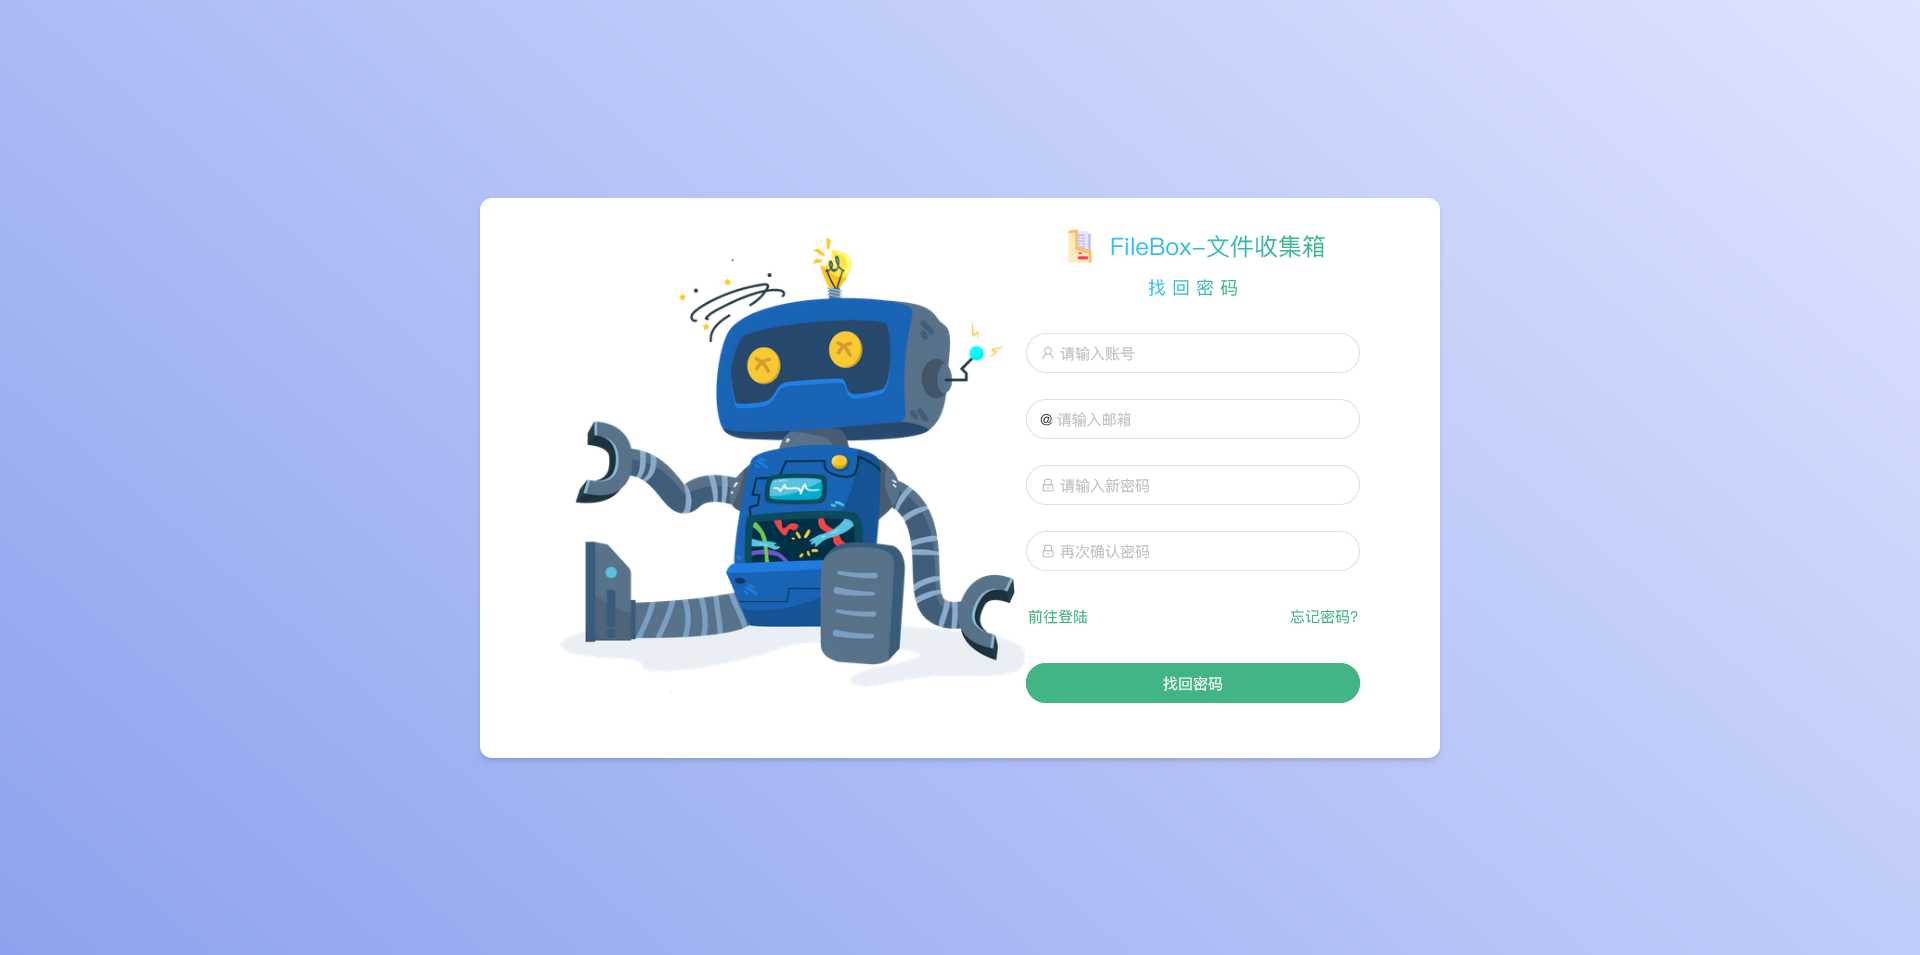 FileBox-文件收集箱
找回密码
请输入账号
@ 请输入邮箱
请输入新密码
再次确认密码
前往登陆 忘记密码?
找回密码